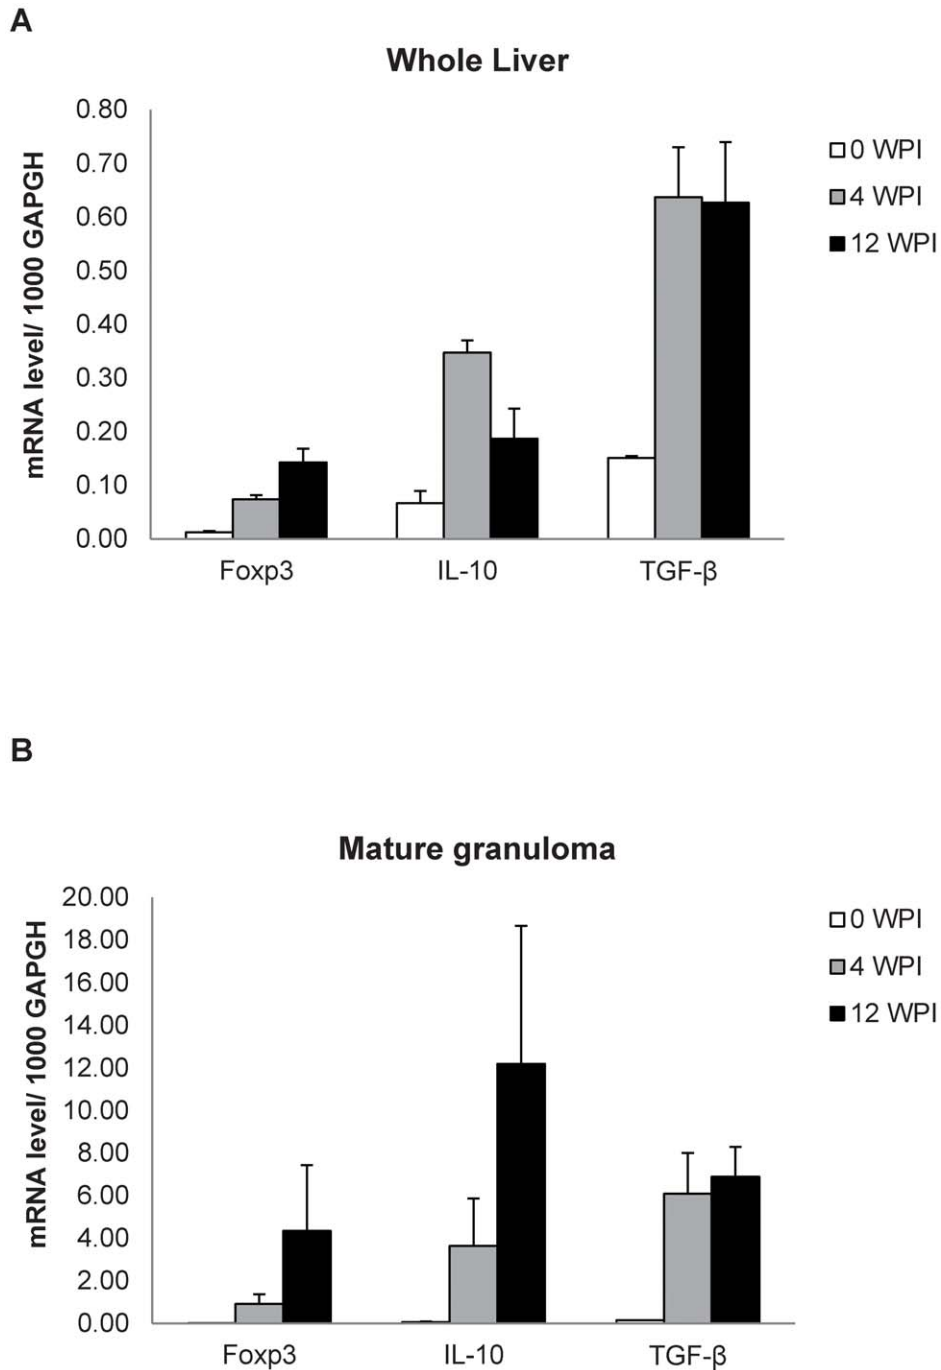 A
Whole Liver
mRNA level/ 1000 GAPGH
0.80
0.70
0.60
0.50
0.40
0.30
0.20
0.10
0.00
Foxp3 IL-10 TGF-β
0 WPI
4 WPI
12 WPI
B
Mature granuloma
mRNA level/ 1000 GAPGH
20.00
18.00
16.00
14.00
12.00
10.00
8.00
6.00
4.00
2.00
0.00
Foxp3 IL-10 TGF-β
0 WPI
4 WPI
12 WPI